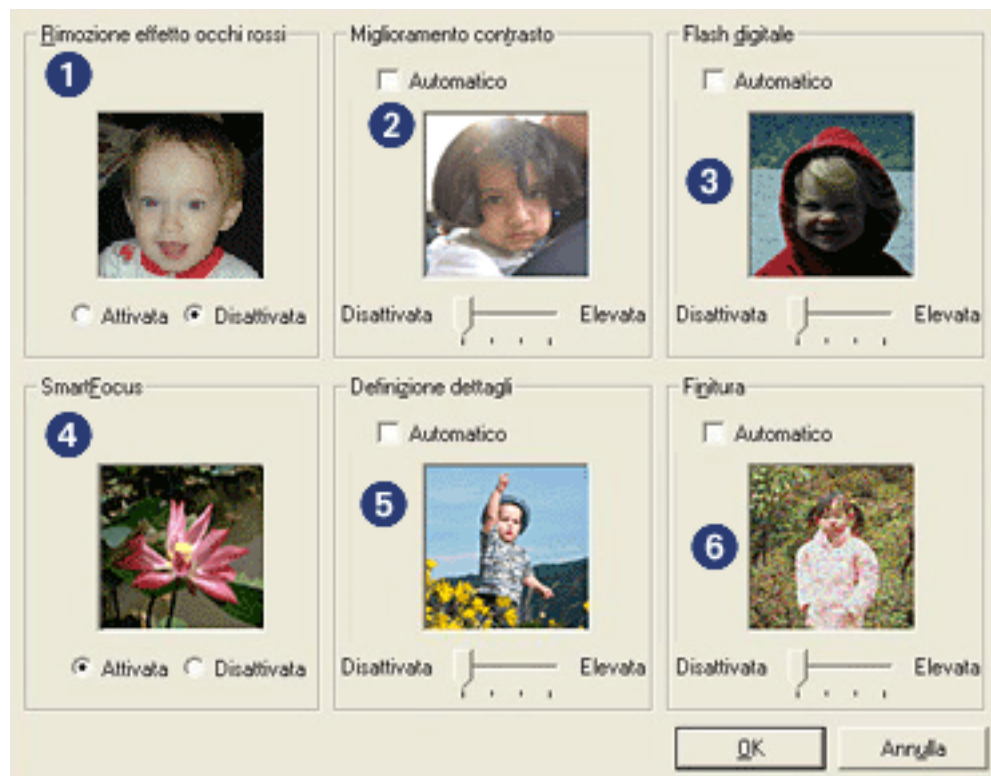 Rimozione effetto occhi rossi
1
Attivata Disattivata
Miglioramento contrasto
Automatico
2
Disattivata Elevata
Flash digitale
Automatico
3
Disattivata Elevata
SmartFocus
4
Attivata Disattivata
Definizione dettagli
Automatico
5
Disattivata Elevata
Finitura
Automatico
6
Disattivata Elevata
OK Annulla